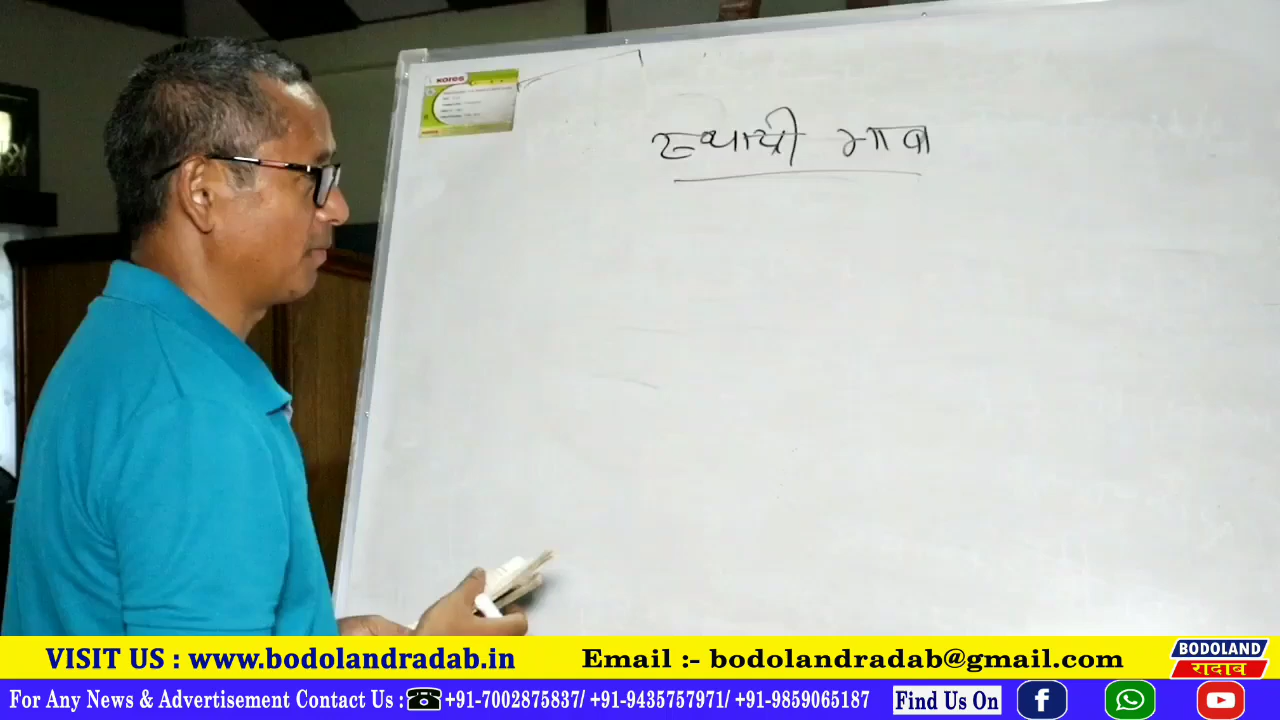 KORES
स्थायी भाव
VISIT US : www.bodolandradab.in
Email :- bodolandradab@gmail.com
BODOLAND
रादाब
For Any News & Advertisement Contact Us : +91-7002875837/ +91-9435757971/ +91-9859065187
Find Us On